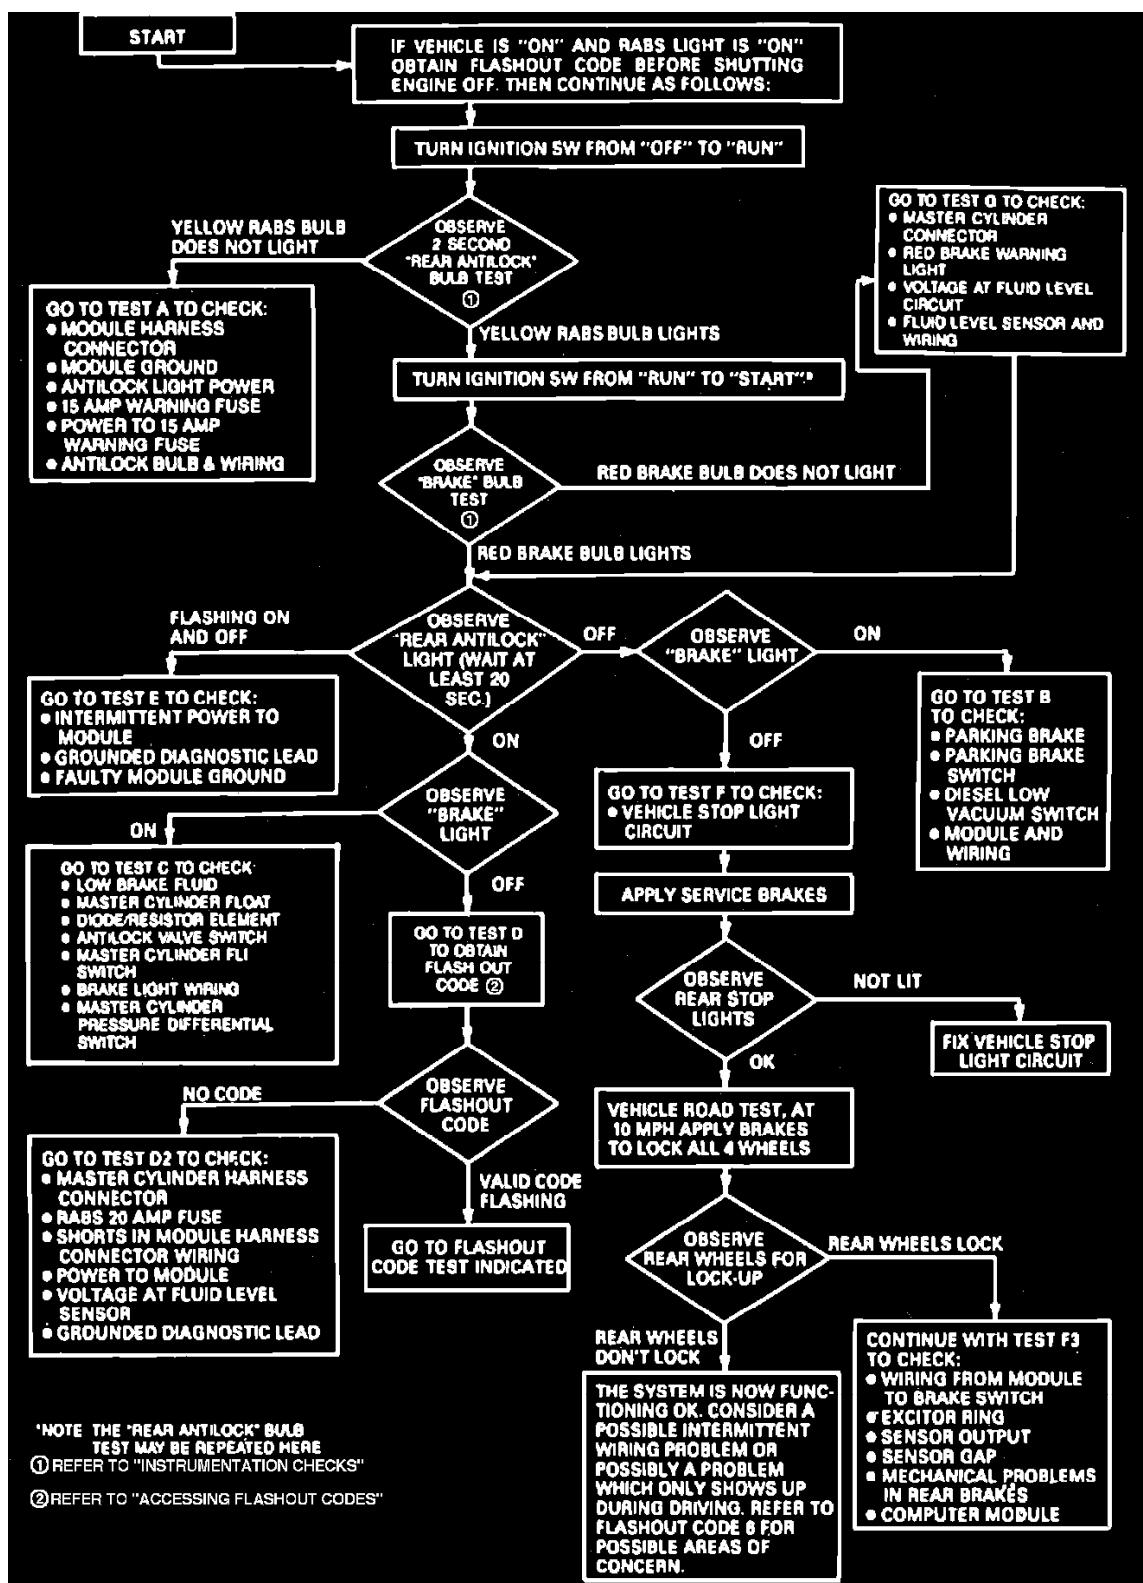 START
IF VEHICLE IS "ON" AND RABS LIGHT IS "ON"
OBTAIN FLASHOUT CODE BEFORE SHUTTING
ENGINE OFF. THEN CONTINUE AS FOLLOWS:
TURN IGNITION SW FROM "OFF" TO "RUN"
OBSERVE
2 SECOND
"REAR ANTILOCK"
BULB TEST
①
YELLOW RABS BULB
DOES NOT LIGHT
GO TO TEST A TO CHECK:
● MODULE HARNESS
CONNECTOR
● MODULE GROUND
● ANTILOCK LIGHT POWER
● 15 AMP WARNING FUSE
● POWER TO 15 AMP
WARNING FUSE
● ANTILOCK BULB & WIRING
YELLOW RABS BULB LIGHTS
TURN IGNITION SW FROM "RUN" TO "START"*
GO TO TEST G TO CHECK:
● MASTER CYLINDER
CONNECTOR
● RED BRAKE WARNING
LIGHT
● VOLTAGE AT FLUID LEVEL
CIRCUIT
● FLUID LEVEL SENSOR AND
WIRING
OBSERVE
"BRAKE" BULB
TEST
①
RED BRAKE BULB DOES NOT LIGHT
RED BRAKE BULB LIGHTS
OBSERVE
"REAR ANTILOCK"
LIGHT (WAIT AT
LEAST 20
SEC.)
FLASHING ON
AND OFF
GO TO TEST E TO CHECK:
● INTERMITTENT POWER TO
MODULE
● GROUNDED DIAGNOSTIC LEAD
● FAULTY MODULE GROUND
OFF
OBSERVE
"BRAKE" LIGHT
ON
GO TO TEST B
TO CHECK:
● PARKING BRAKE
● PARKING BRAKE
SWITCH
● DIESEL LOW
VACUUM SWITCH
● MODULE AND
WIRING
ON
OBSERVE
"BRAKE"
LIGHT
ON
GO TO TEST C TO CHECK:
● LOW BRAKE FLUID
● MASTER CYLINDER FLOAT
● DIODE/RESISTOR ELEMENT
● ANTILOCK VALVE SWITCH
● MASTER CYLINDER FLI
SWITCH
● BRAKE LIGHT WIRING
● MASTER CYLINDER
PRESSURE DIFFERENTIAL
SWITCH
OFF
GO TO TEST D
TO OBTAIN
FLASH OUT
CODE ②
OBSERVE
FLASHOUT
CODE
NO CODE
GO TO TEST D2 TO CHECK:
● MASTER CYLINDER HARNESS
CONNECTOR
● RABS 20 AMP FUSE
● SHORTS IN MODULE HARNESS
CONNECTOR WIRING
● POWER TO MODULE
● VOLTAGE AT FLUID LEVEL
SENSOR
● GROUNDED DIAGNOSTIC LEAD
VALID CODE
FLASHING
GO TO FLASHOUT
CODE TEST INDICATED
OFF
GO TO TEST F TO CHECK:
● VEHICLE STOP LIGHT
CIRCUIT
APPLY SERVICE BRAKES
OBSERVE
REAR STOP
LIGHTS
NOT LIT
FIX VEHICLE STOP
LIGHT CIRCUIT
OK
VEHICLE ROAD TEST, AT
10 MPH APPLY BRAKES
TO LOCK ALL 4 WHEELS
OBSERVE
REAR WHEELS FOR
LOCK-UP
REAR WHEELS LOCK
CONTINUE WITH TEST F3
TO CHECK:
● WIRING FROM MODULE
TO BRAKE SWITCH
● EXCITOR RING
● SENSOR OUTPUT
● SENSOR GAP
● MECHANICAL PROBLEMS
IN REAR BRAKES
● COMPUTER MODULE
REAR WHEELS
DON'T LOCK
THE SYSTEM IS NOW FUNC-
TIONING OK. CONSIDER A
POSSIBLE INTERMITTENT
WIRING PROBLEM OR
POSSIBLY A PROBLEM
WHICH ONLY SHOWS UP
DURING DRIVING. REFER TO
FLASHOUT CODE 6 FOR
POSSIBLE AREAS OF
CONCERN.
*NOTE THE "REAR ANTILOCK" BULB
TEST MAY BE REPEATED HERE
① REFER TO "INSTRUMENTATION CHECKS"
② REFER TO "ACCESSING FLASHOUT CODES"